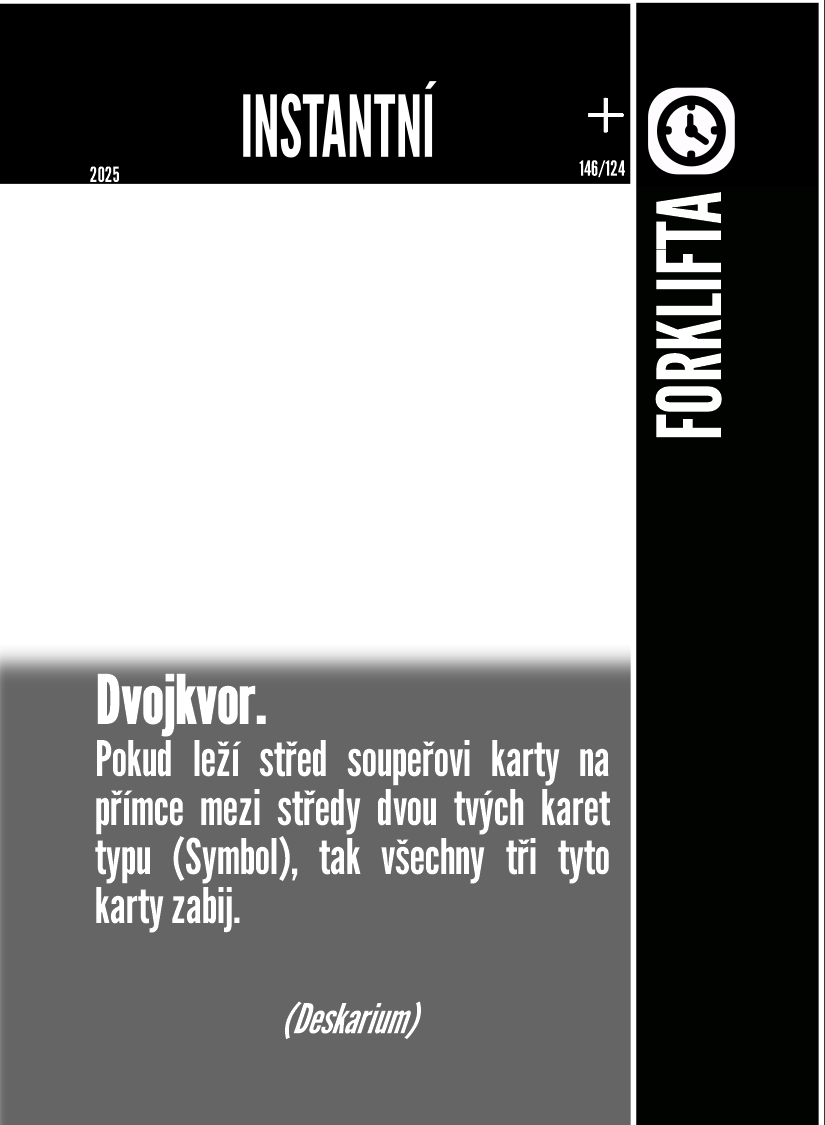 INSTANTNÍ
+
2025
146/124
FORKLIFTA
Dvojkvor.
Pokud leží střed soupeřovi karty na
přímce mezi středy dvou tvých karet
typu (Symbol), tak všechny tři tyto
karty zabij.
(Deskarium)